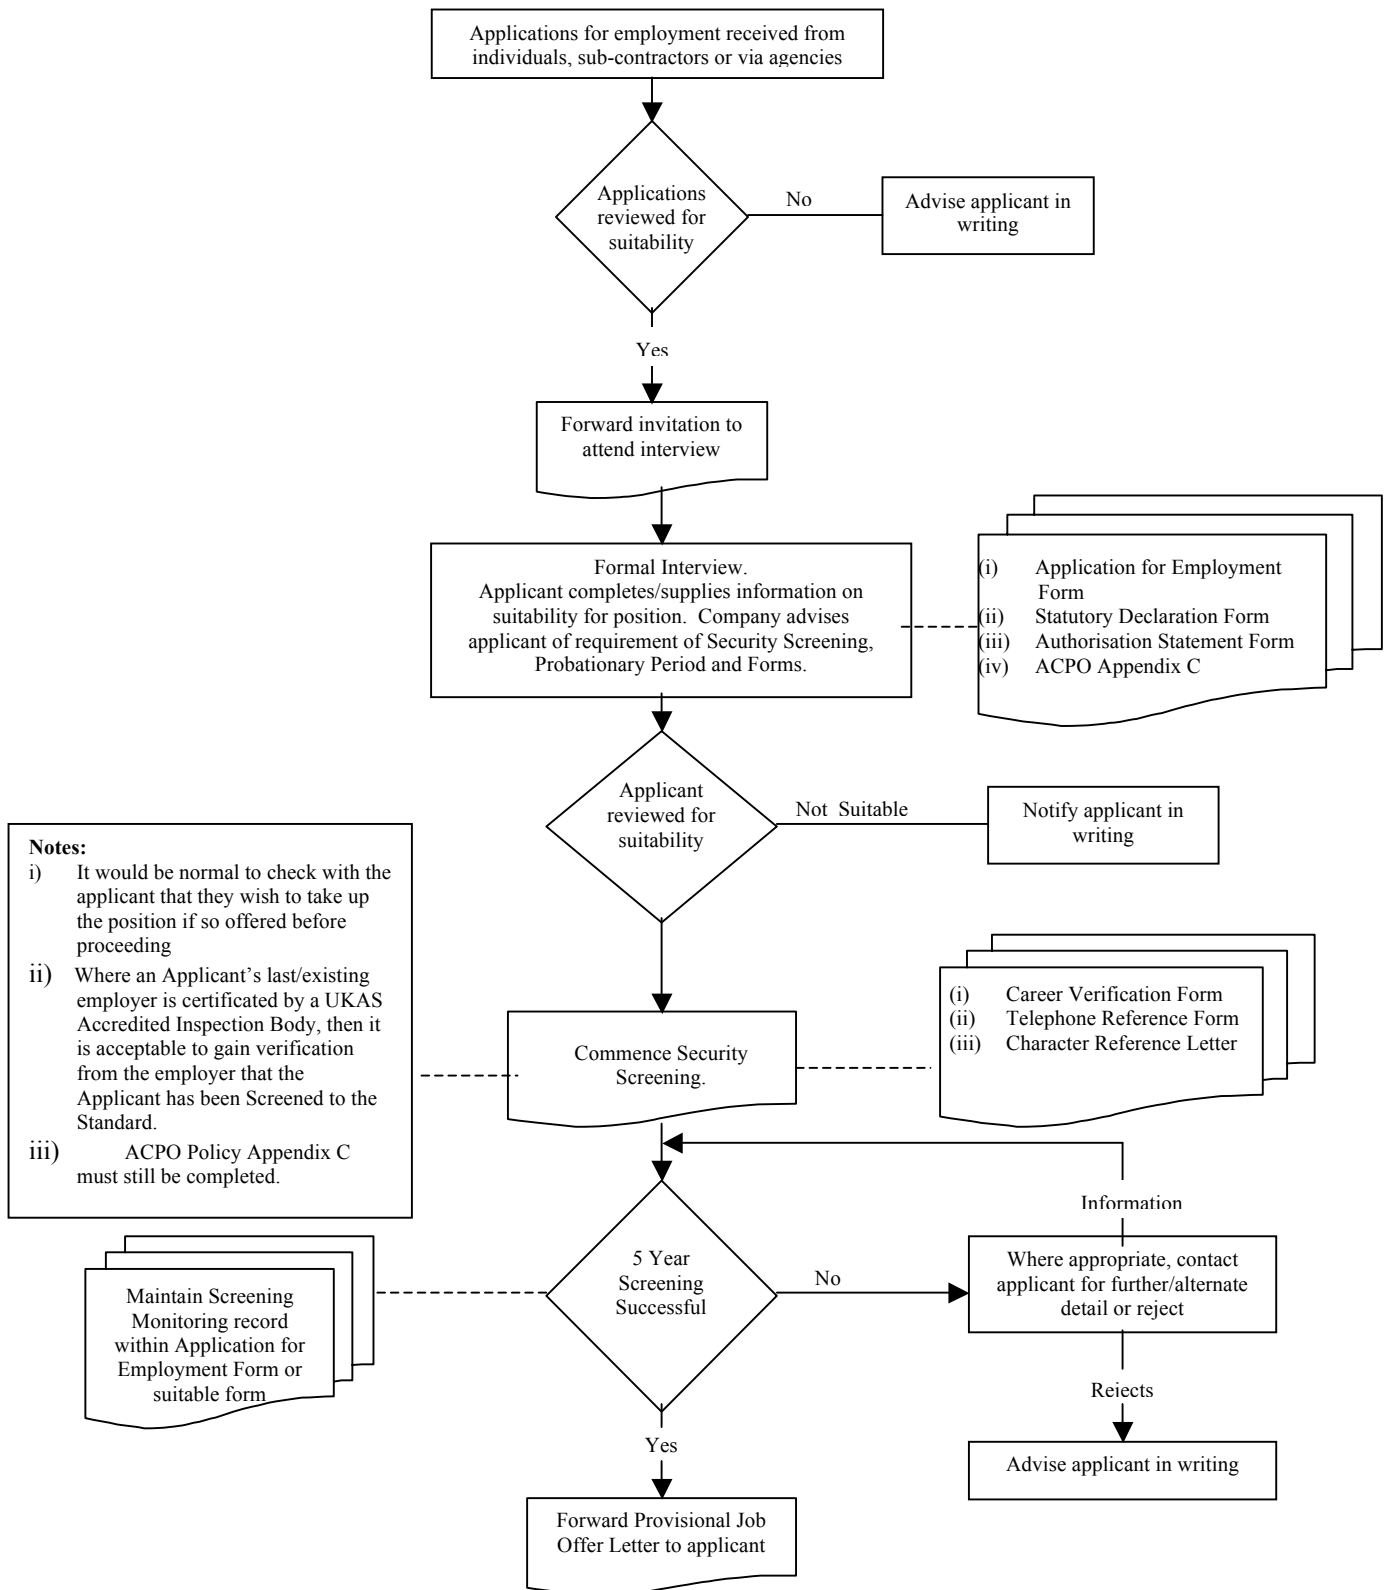 Applications for employment received from
individuals, sub-contractors or via agencies
Applications
reviewed for
suitability
No
Advise applicant in
writing
Yes
Forward invitation to
attend interview
Formal Interview.
Applicant completes/supplies information on
suitability for position. Company advises
applicant of requirement of Security Screening,
Probationary Period and Forms.
(i) Application for Employment
Form
(ii) Statutory Declaration Form
(iii) Authorisation Statement Form
(iv) ACPO Appendix C
Applicant
reviewed for
suitability
Not Suitable
Notify applicant in
writing
Notes:
i) It would be normal to check with the
applicant that they wish to take up
the position if so offered before
proceeding
ii) Where an Applicant's last/existing
employer is certificated by a UKAS
Accredited Inspection Body, then it
is acceptable to gain verification
from the employer that the
Applicant has been Screened to the
Standard.
iii) ACPO Policy Appendix C
must still be completed.
Commence Security
Screening.
(i) Career Verification Form
(ii) Telephone Reference Form
(iii) Character Reference Letter
Information
5 Year
Screening
Successful
No
Where appropriate, contact
applicant for further/alternate
detail or reject
Maintain Screening
Monitoring record
within Application for
Employment Form or
suitable form
Rejects
Advise applicant in writing
Yes
Forward Provisional Job
Offer Letter to applicant